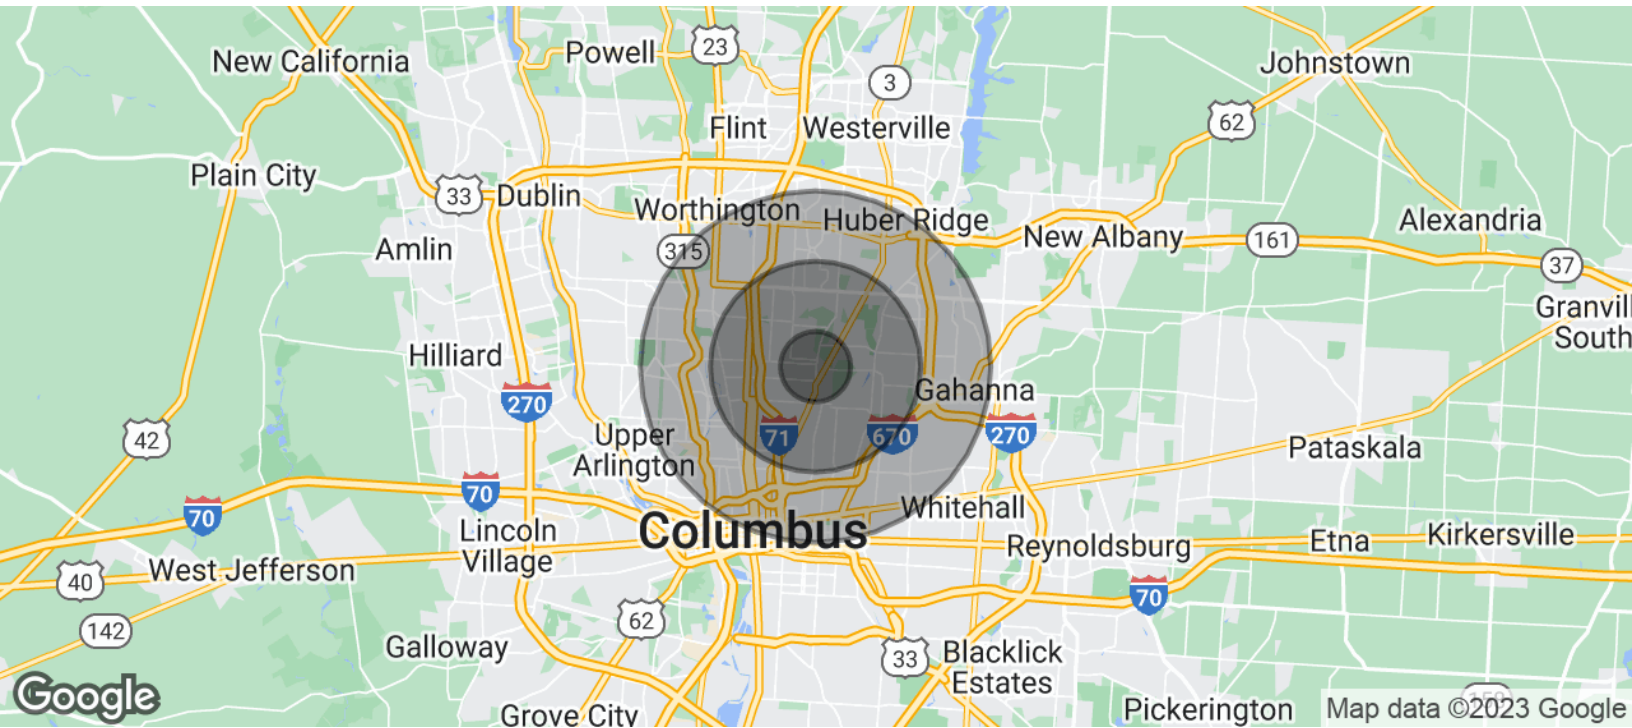 New California
Powell
23
3
Johnstown
62
Flint
Westerville
Plain City
33
Dublin
Worthington
Huber Ridge
Alexandria
Amlin
315
New Albany
161
37
Granvill
South
Hilliard
270
Gahanna
42
71
670
270
Upper
Arlington
Pataskala
70
70
Whitehall
Lincoln
Village
Columbus
Reynoldsburg
Etna
Kirkersville
40
West Jefferson
70
142
62
Galloway
33
Blacklick
Estates
Google
Grove City
Pickerington
158
Map data ©2023 Google